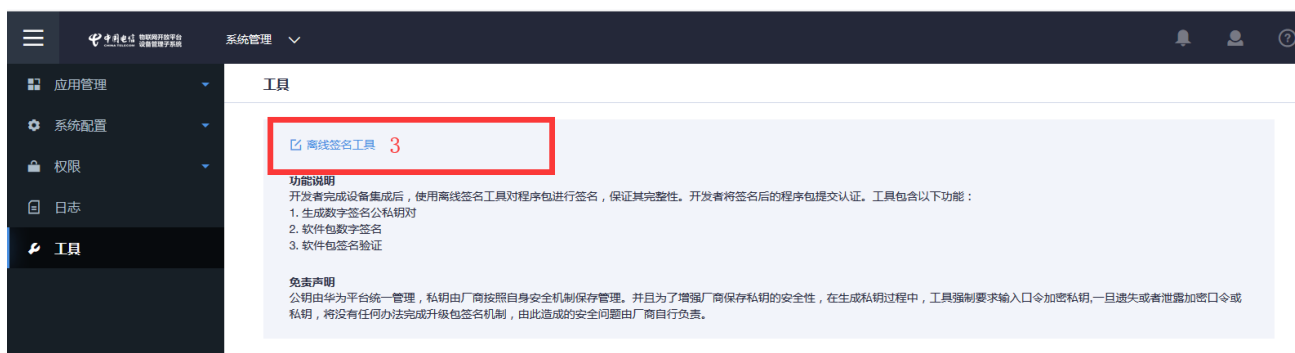 中国电信 物联网开放平台
CHINA TELECOM 设备管理子系统
系统管理
应用管理
系统配置
权限
日志
工具
工具
离线签名工具 3
功能说明
开发者完成设备集成后，使用离线签名工具对程序包进行签名，保证其完整性。开发者将签名后的程序包提交认证。工具包含以下功能：
1. 生成数字签名公私钥对
2. 软件包数字签名
3. 软件包签名验证
免责声明
公钥由华为平台统一管理，私钥由厂商按照自身安全机制保存管理。并且为了增强厂商保存私钥的安全性，在生成私钥过程中，工具强制要求输入口令加密私钥,一旦遗失或者泄露加密口令或
私钥，将没有任何办法完成升级包签名机制，由此造成的安全问题由厂商自行负责。